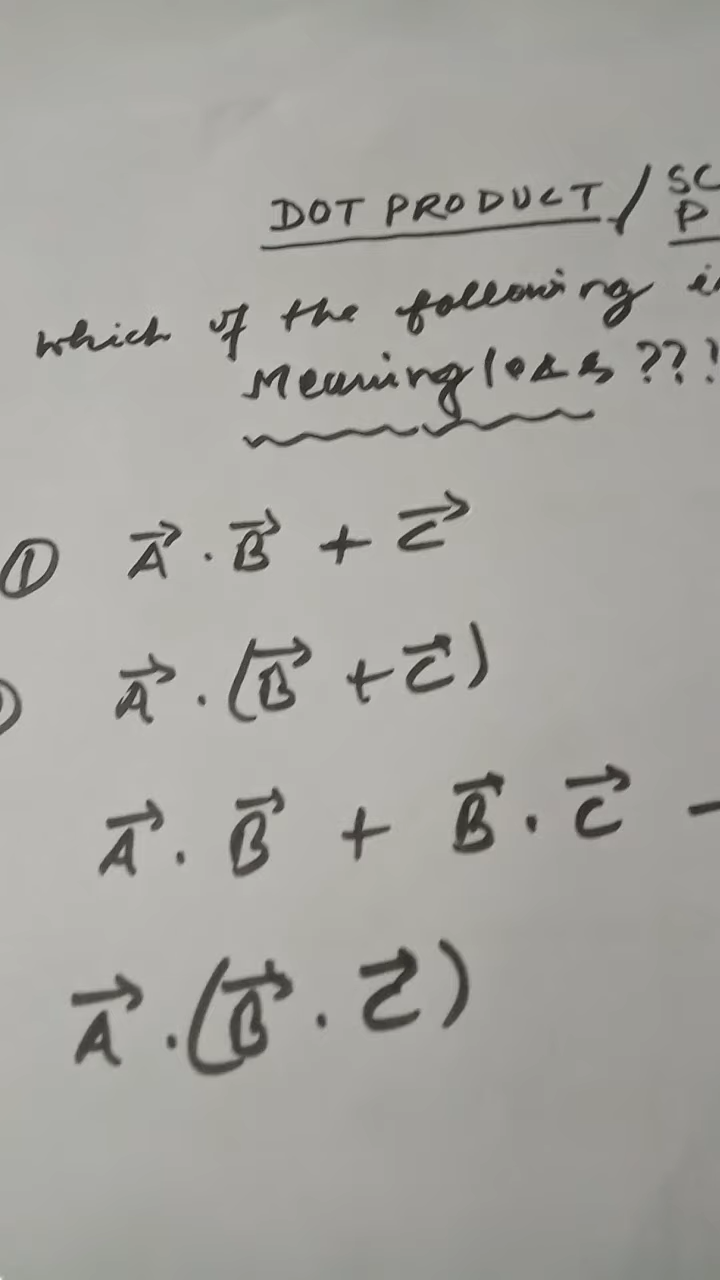 DOT PRODUCT / SC
P
which of the following i
Meaningless ???
① A⃗ . B⃗ + C⃗
A⃗ . (B⃗ + C⃗)
A⃗ . B⃗ + B⃗ . C⃗ -
A⃗ . (B⃗ . C⃗)